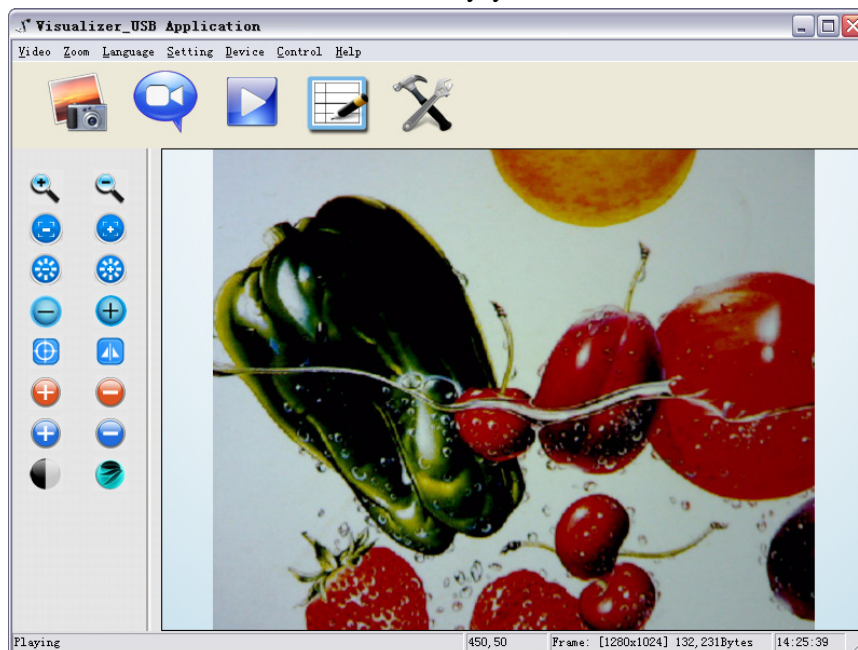 Visualizer_USB Application
Video Zoom Language Setting Device Control Help
Playing 450,50 Frame: [1280x1024] 132,231Bytes 14:25:39